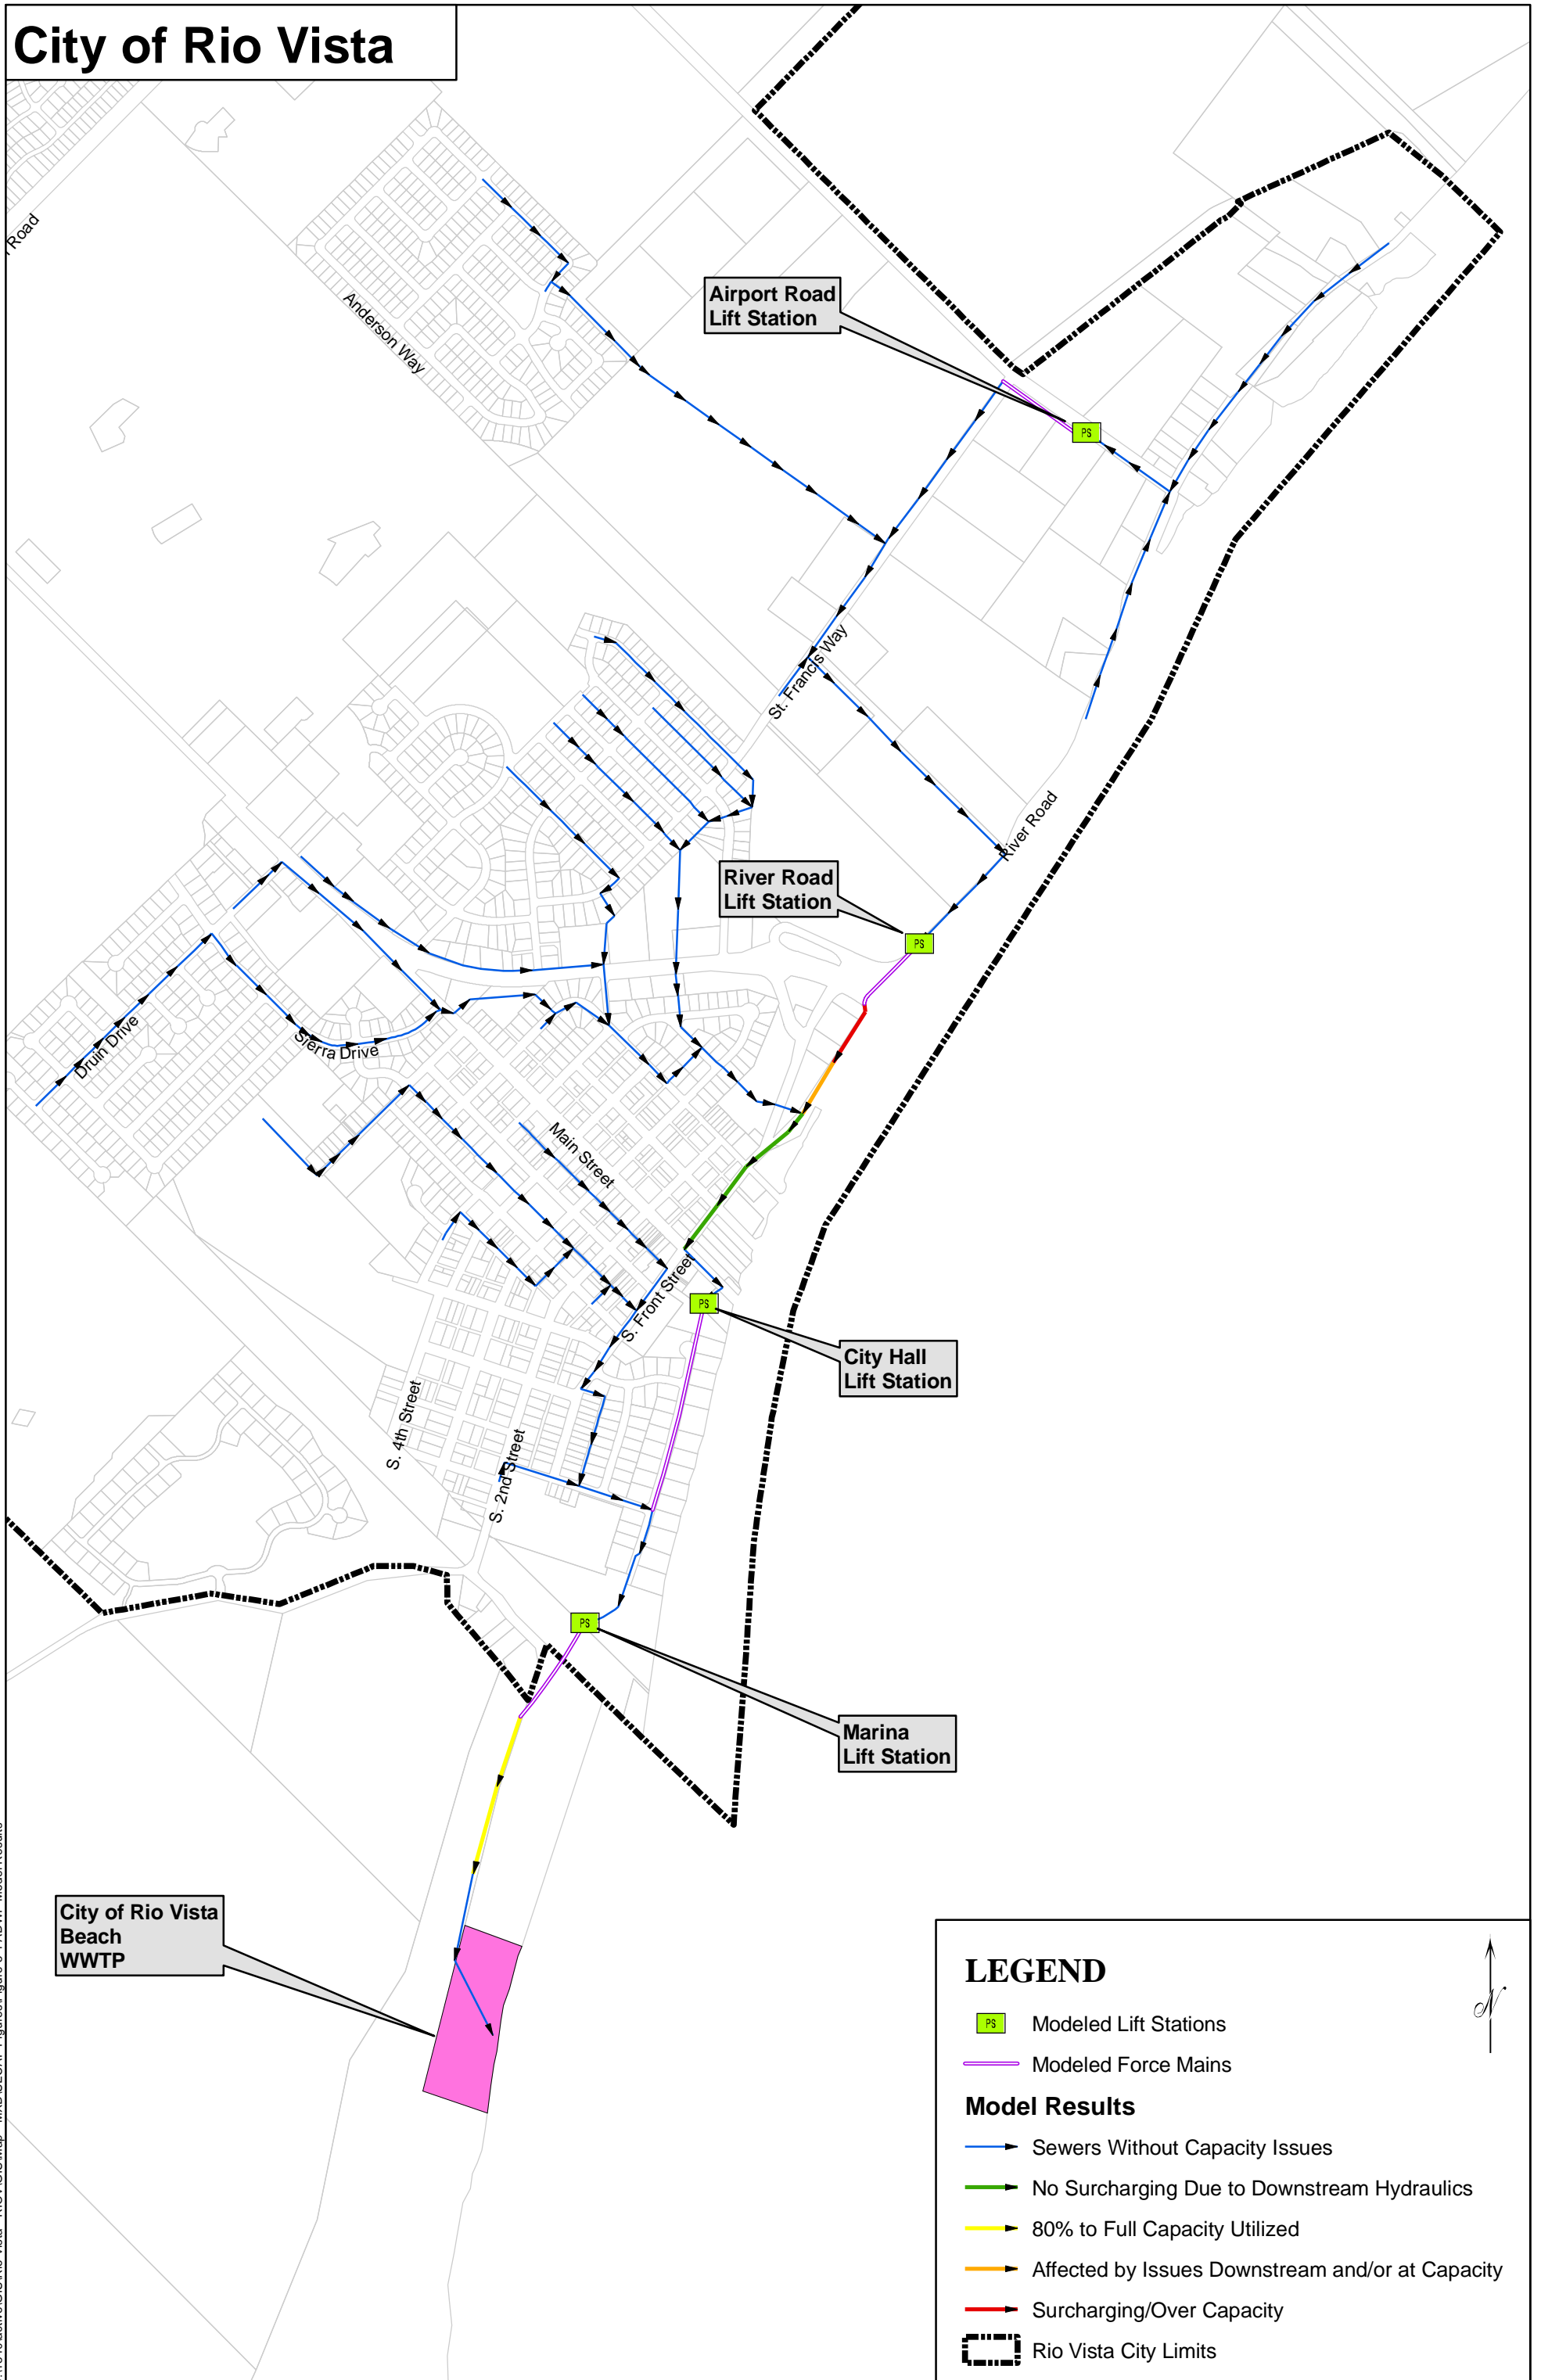 City of Rio Vista
Road
Anderson Way
Airport Road
Lift Station
PS
St. Francis Way
River Road
River Road
Lift Station
PS
Druin Drive
Sierra Drive
Main Street
S. Front Street
PS
City Hall
Lift Station
S. 4th Street
S. 2nd Street
PS
Marina
Lift Station
City of Rio Vista
Beach
WWTP
LEGEND
N
PS Modeled Lift Stations
Modeled Force Mains
Model Results
Sewers Without Capacity Issues
No Surcharging Due to Downstream Hydraulics
80% to Full Capacity Utilized
Affected by Issues Downstream and/or at Capacity
Surcharging/Over Capacity
Rio Vista City Limits